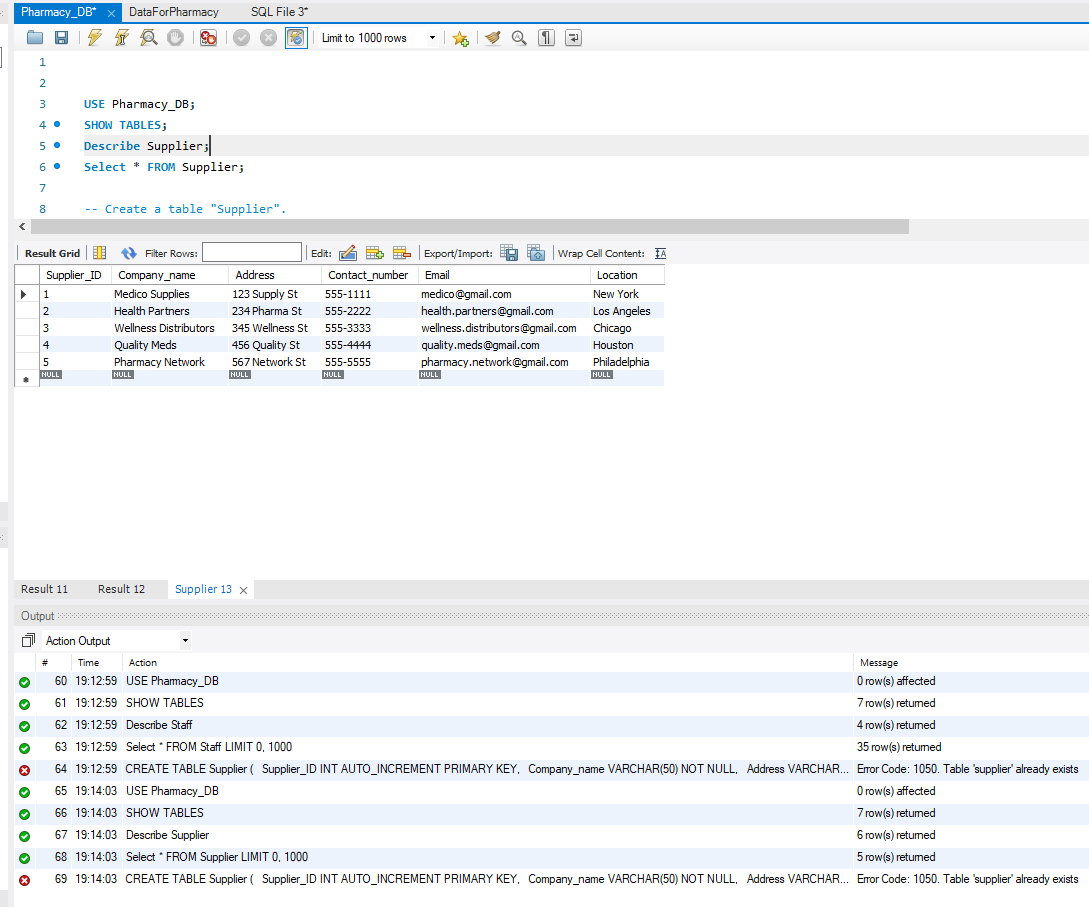 Pharmacy_DB* × DataForPharmacy SQL File 3*
Limit to 1000 rows
1
2
3 USE Pharmacy_DB;
4 SHOW TABLES;
5 Describe Supplier;
6 Select * FROM Supplier;
7
8 -- Create a table "Supplier".
Result Grid Filter Rows: Edit: Export/Import: Wrap Cell Content:
Supplier_ID Company_name Address Contact_number Email Location
1 Medico Supplies 123 Supply St 555-1111 medico@gmail.com New York
2 Health Partners 234 Pharma St 555-2222 health.partners@gmail.com Los Angeles
3 Wellness Distributors 345 Wellness St 555-3333 wellness.distributors@gmail.com Chicago
4 Quality Meds 456 Quality St 555-4444 quality.meds@gmail.com Houston
5 Pharmacy Network 567 Network St 555-5555 pharmacy.network@gmail.com Philadelphia
NULL NULL NULL NULL NULL NULL
Result 11 Result 12 Supplier 13 ×
Output
Action Output
# Time Action Message
60 19:12:59 USE Pharmacy_DB 0 row(s) affected
61 19:12:59 SHOW TABLES 7 row(s) returned
62 19:12:59 Describe Staff 4 row(s) returned
63 19:12:59 Select * FROM Staff LIMIT 0, 1000 35 row(s) returned
64 19:12:59 CREATE TABLE Supplier ( Supplier_ID INT AUTO_INCREMENT PRIMARY KEY, Company_name VARCHAR(50) NOT NULL, Address VARCHAR... Error Code: 1050. Table 'supplier' already exists
65 19:14:03 USE Pharmacy_DB 0 row(s) affected
66 19:14:03 SHOW TABLES 7 row(s) returned
67 19:14:03 Describe Supplier 6 row(s) returned
68 19:14:03 Select * FROM Supplier LIMIT 0, 1000 5 row(s) returned
69 19:14:03 CREATE TABLE Supplier ( Supplier_ID INT AUTO_INCREMENT PRIMARY KEY, Company_name VARCHAR(50) NOT NULL, Address VARCHAR... Error Code: 1050. Table 'supplier' already exists